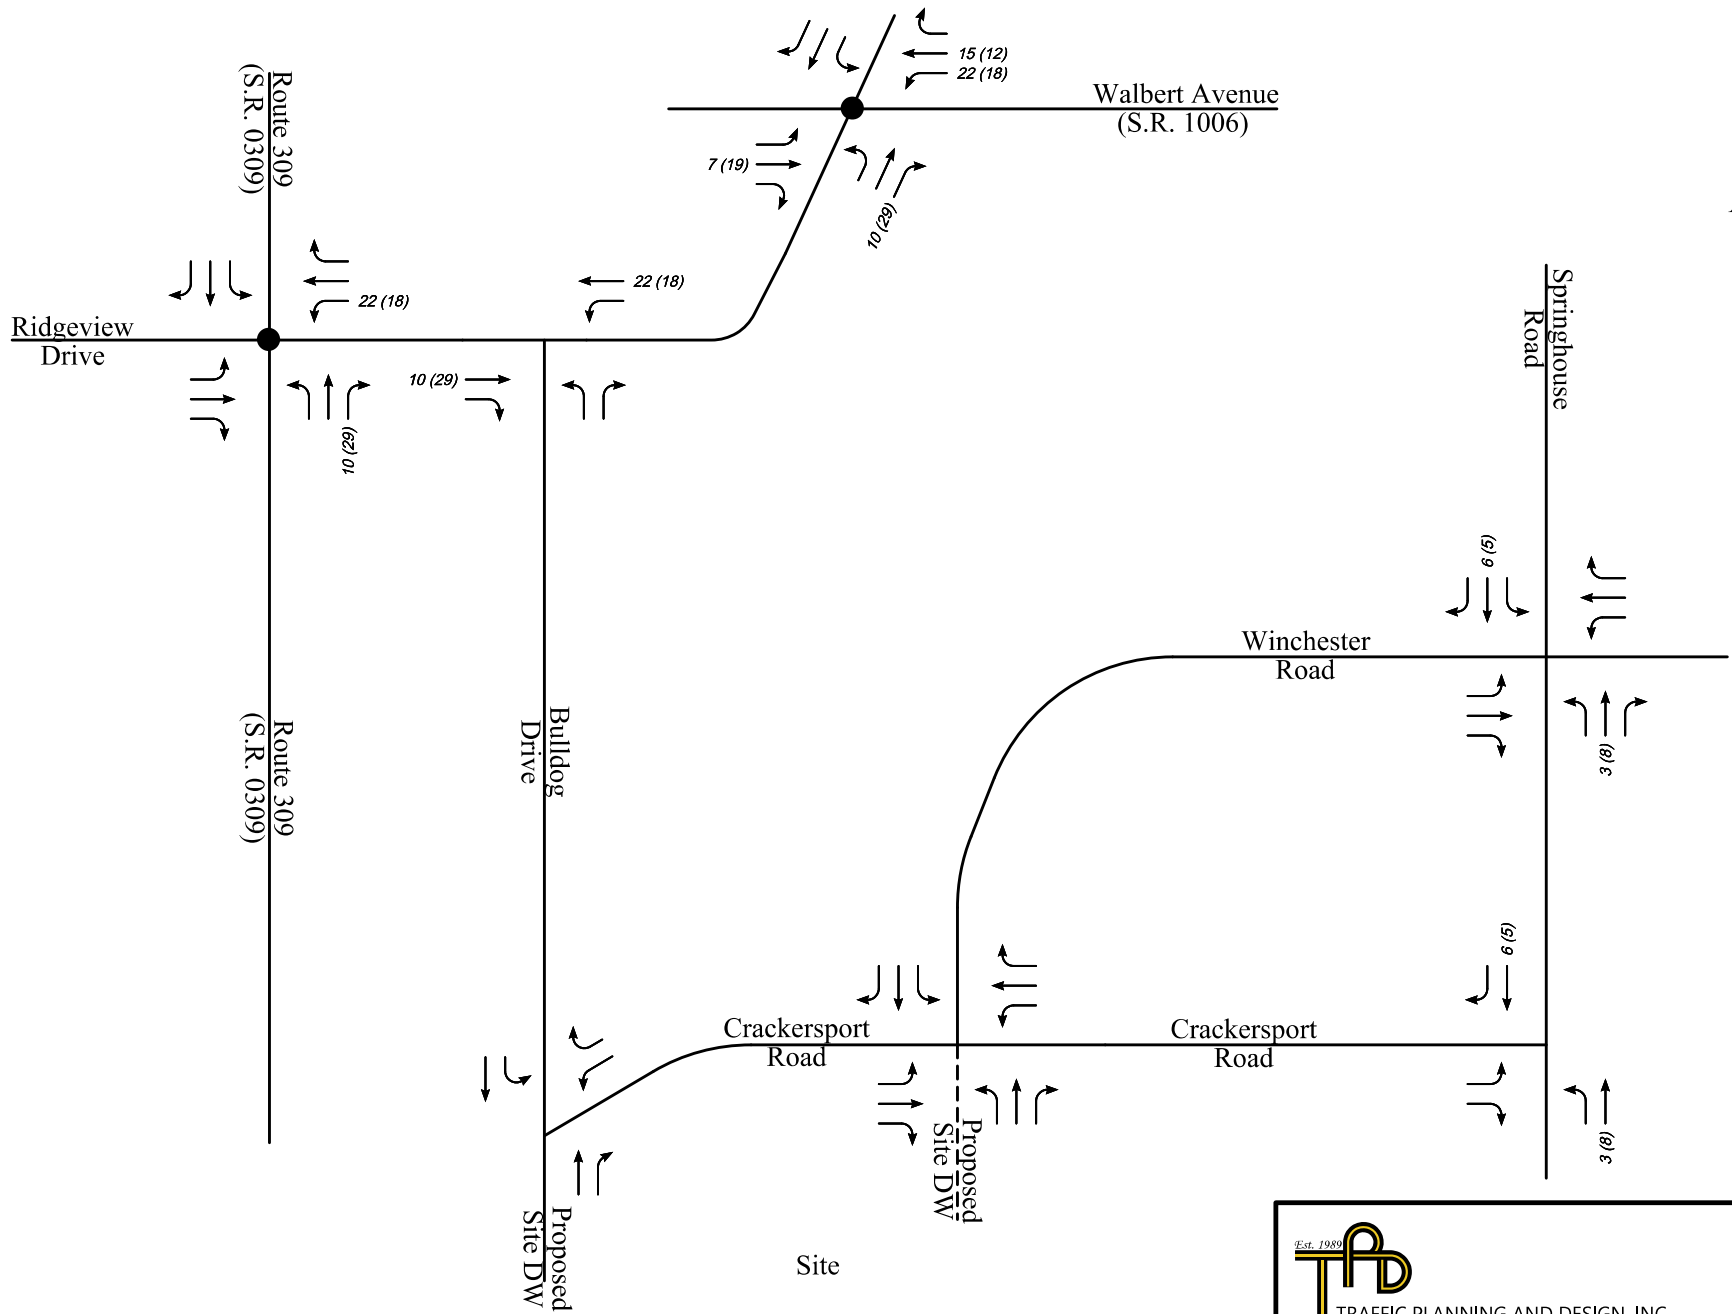 15 (12)
22 (18)
Walbert Avenue
(S.R. 1006)
Route 309
(S.R. 0309)
7 (19)
10 (29)
22 (18)
22 (18)
Ridgeview
Drive
10 (29)
10 (29)
Springhouse
Road
6 (5)
Winchester
Road
3 (8)
Route 309
(S.R. 0309)
Bulldog
Drive
6 (5)
Crackersport
Road
Crackersport
Road
3 (8)
Proposed
Site DW
Proposed
Site DW
Site
Est. 1989
TPD
TRAFFIC PLANNING AND DESIGN, INC.